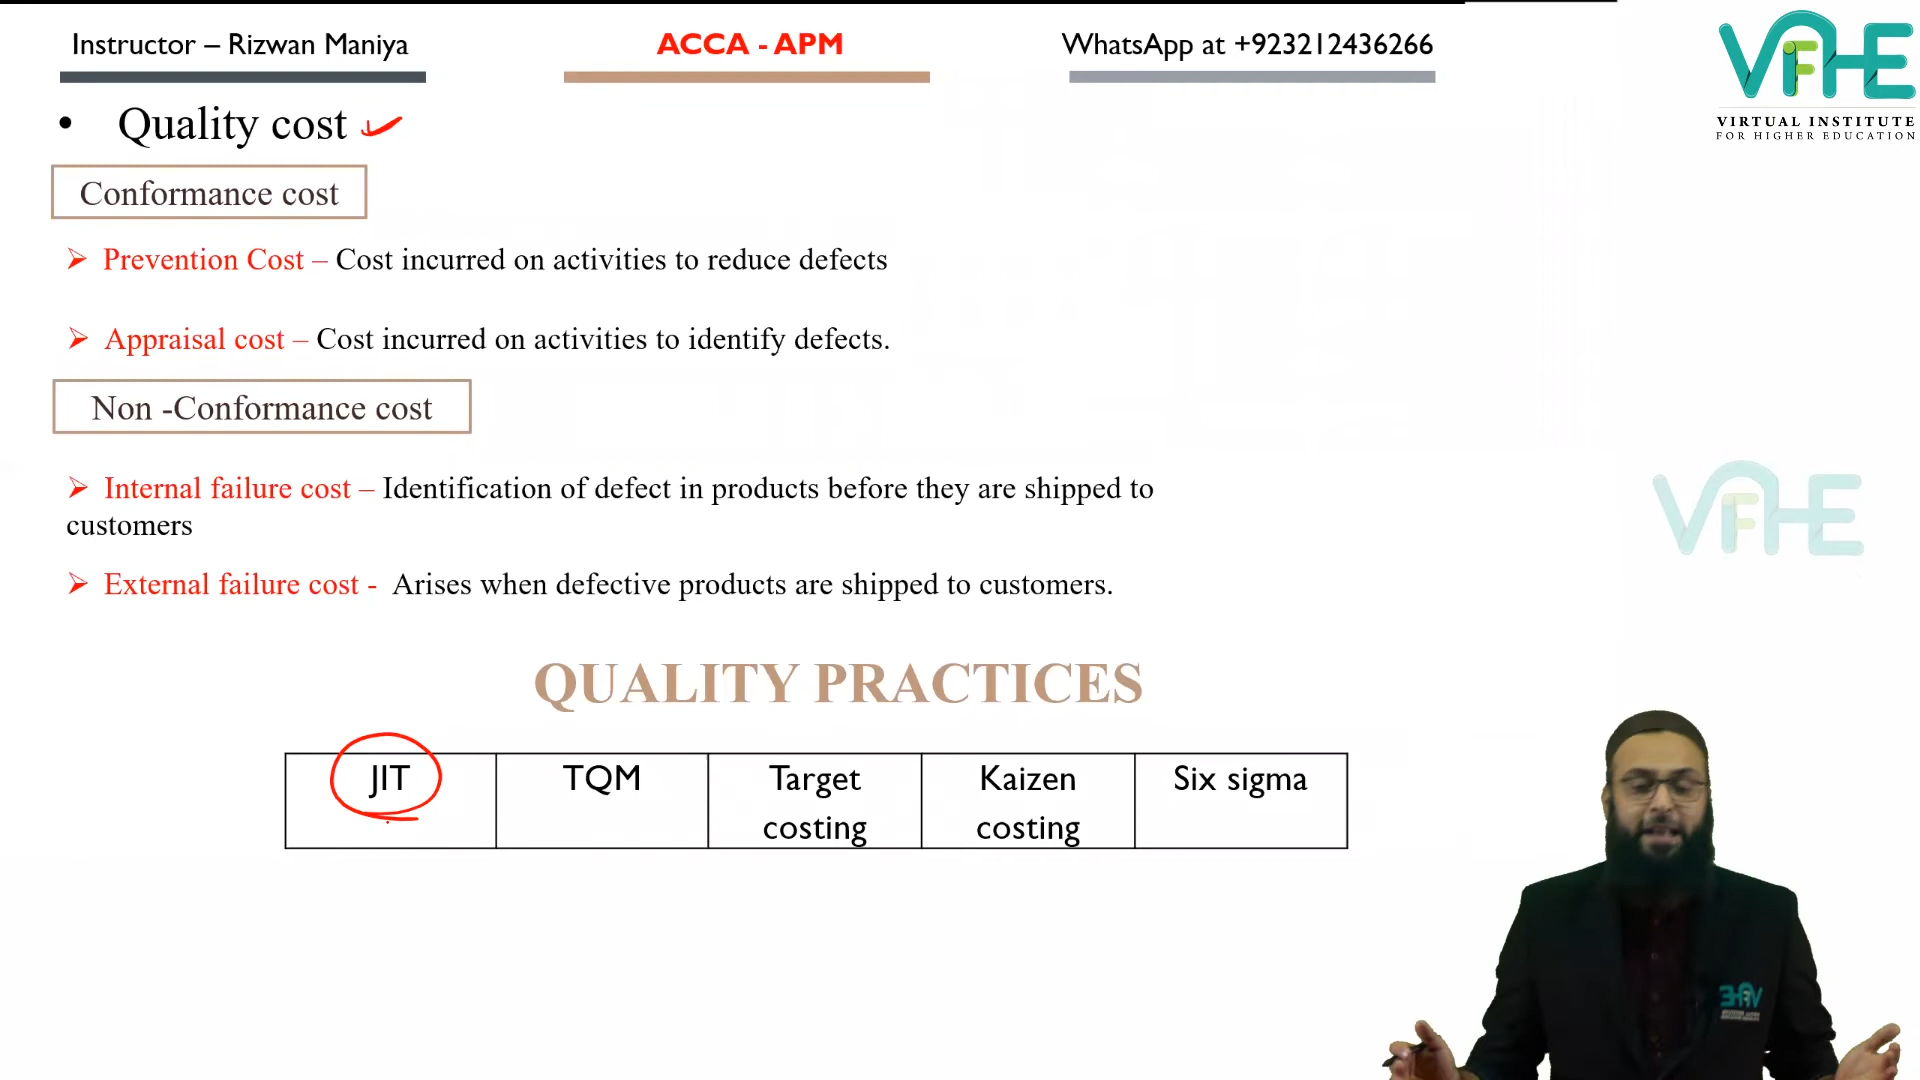 Instructor – Rizwan Maniya
ACCA - APM
WhatsApp at +923212436266
VFHE
VIRTUAL INSTITUTE
FOR HIGHER EDUCATION
• Quality cost
Conformance cost
➢ Prevention Cost – Cost incurred on activities to reduce defects
➢ Appraisal cost – Cost incurred on activities to identify defects.
Non -Conformance cost
➢ Internal failure cost – Identification of defect in products before they are shipped to
customers
➢ External failure cost - Arises when defective products are shipped to customers.
VFHE
QUALITY PRACTICES
JIT
TQM
Target
costing
Kaizen
costing
Six sigma